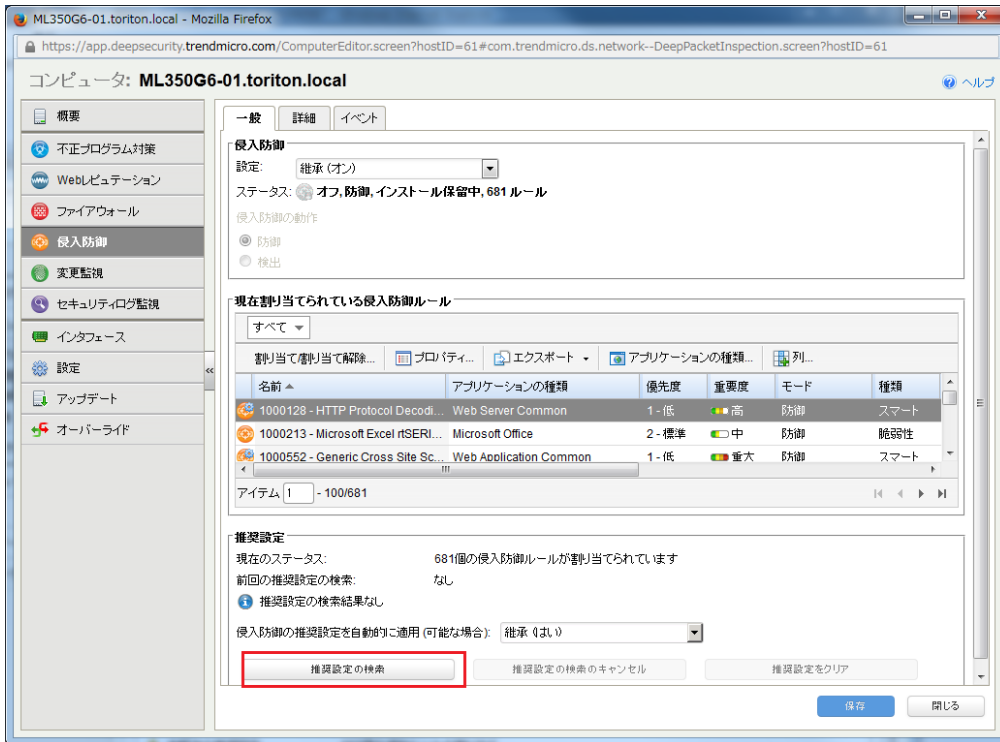 ML350G6-01.toriton.local - Mozilla Firefox
https://app.deepsecurity.trendmicro.com/ComputerEditor.screen?hostID=61#com.trendmicro.ds.network--DeepPacketInspection.screen?hostID=61
コンピュータ: ML350G6-01.toriton.local
ヘルプ
概要
不正プログラム対策
Webレピュテーション
ファイアウォール
侵入防御
変更監視
セキュリティログ監視
インタフェース
設定
アップデート
オーバーライド
«
一般 詳細 イベント
侵入防御
設定: 継承 (オン)
ステータス: オフ, 防御, インストール保留中, 681 ルール
侵入防御の動作
防御
検出
現在割り当てられている侵入防御ルール
すべて
割り当て/割り当て解除... プロパティ... エクスポート アプリケーションの種類... 列...
名前 アプリケーションの種類 優先度 重要度 モード 種類
1000128 - HTTP Protocol Decodi... Web Server Common 1 - 低 高 防御 スマート
1000213 - Microsoft Excel rtSERI... Microsoft Office 2 - 標準 中 防御 脆弱性
1000552 - Generic Cross Site Sc... Web Application Common 1 - 低 重大 防御 スマート
アイテム 1 - 100/681
推奨設定
現在のステータス: 681個の侵入防御ルールが割り当てられています
前回の推奨設定の検索: なし
推奨設定の検索結果なし
侵入防御の推奨設定を自動的に適用 (可能な場合): 継承 (はい)
推奨設定の検索 推奨設定の検索のキャンセル 推奨設定をクリア
保存 閉じる